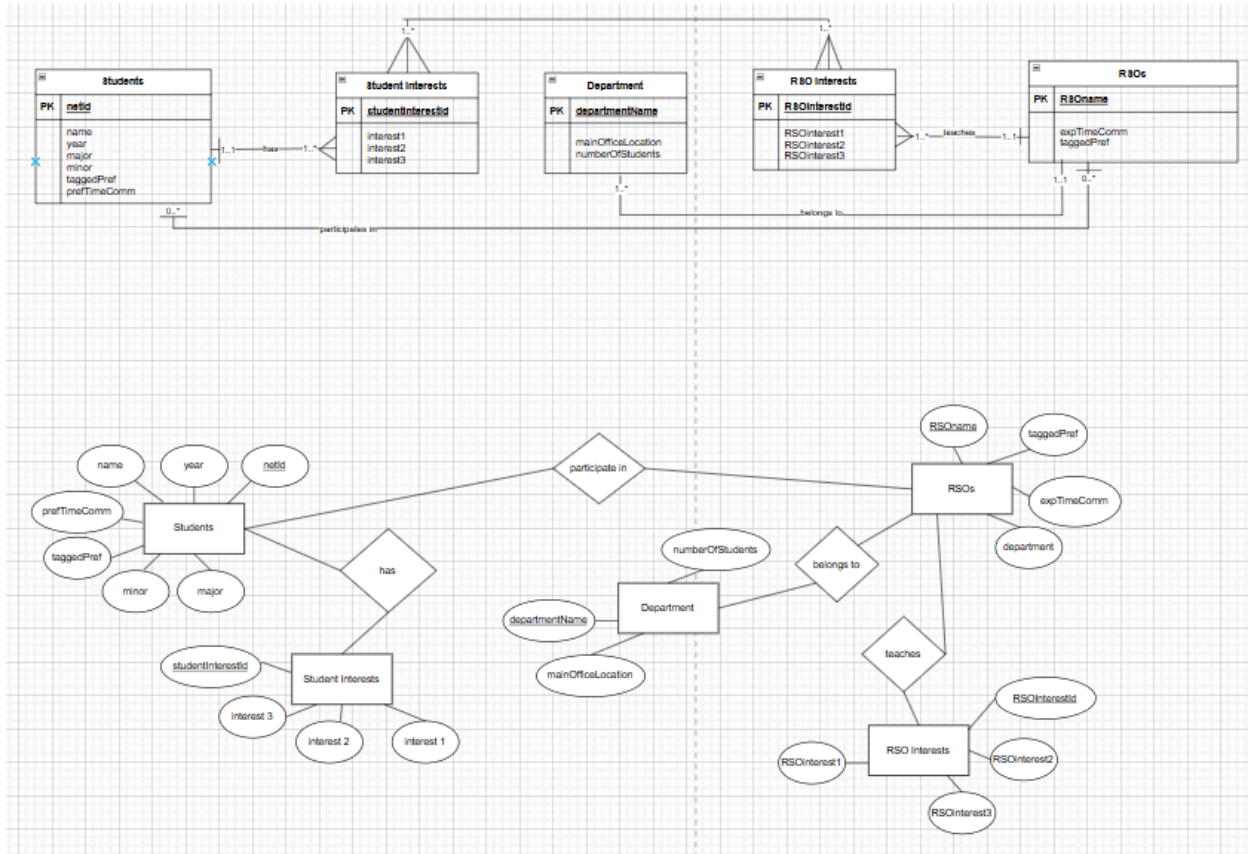 1..*
1..*
Students
PK netId
name
year
major
minor
taggedPref
prefTimeComm
Student Interests
PK studentInterestId
interest1
interest2
interest3
Department
PK departmentName
mainOfficeLocation
numberOfStudents
RSO Interests
PK RSOInterestId
RSOinterest1
RSOinterest2
RSOinterest3
RSOs
PK RSOname
expTimeComm
taggedPref
1..1 has 1..*
1..* teaches 1..1
1..*
1..1
0..*
0..*
belongs to
participates in
RSOname
taggedPref
name
year
netId
participate in
RSOs
prefTimeComm
expTimeComm
Students
taggedPref
numberOfStudents
department
has
belongs to
minor
major
Department
departmentName
teaches
studentInterestId
Student Interests
mainOfficeLocation
RSOInterestId
interest 3
interest 2
interest 1
RSO Interests
RSOinterest1
RSOinterest2
RSOinterest3